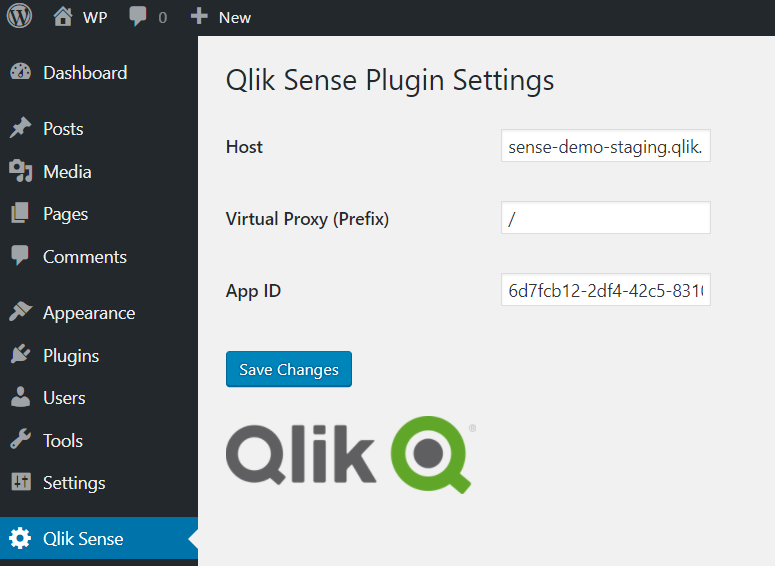 WP 0 New
Dashboard
Posts
Media
Pages
Comments
Appearance
Plugins
Users
Tools
Settings
Qlik Sense
Qlik Sense Plugin Settings
Host sense-demo-staging.qlik.
Virtual Proxy (Prefix) /
App ID 6d7fcb12-2df4-42c5-831
Save Changes
Qlik ®